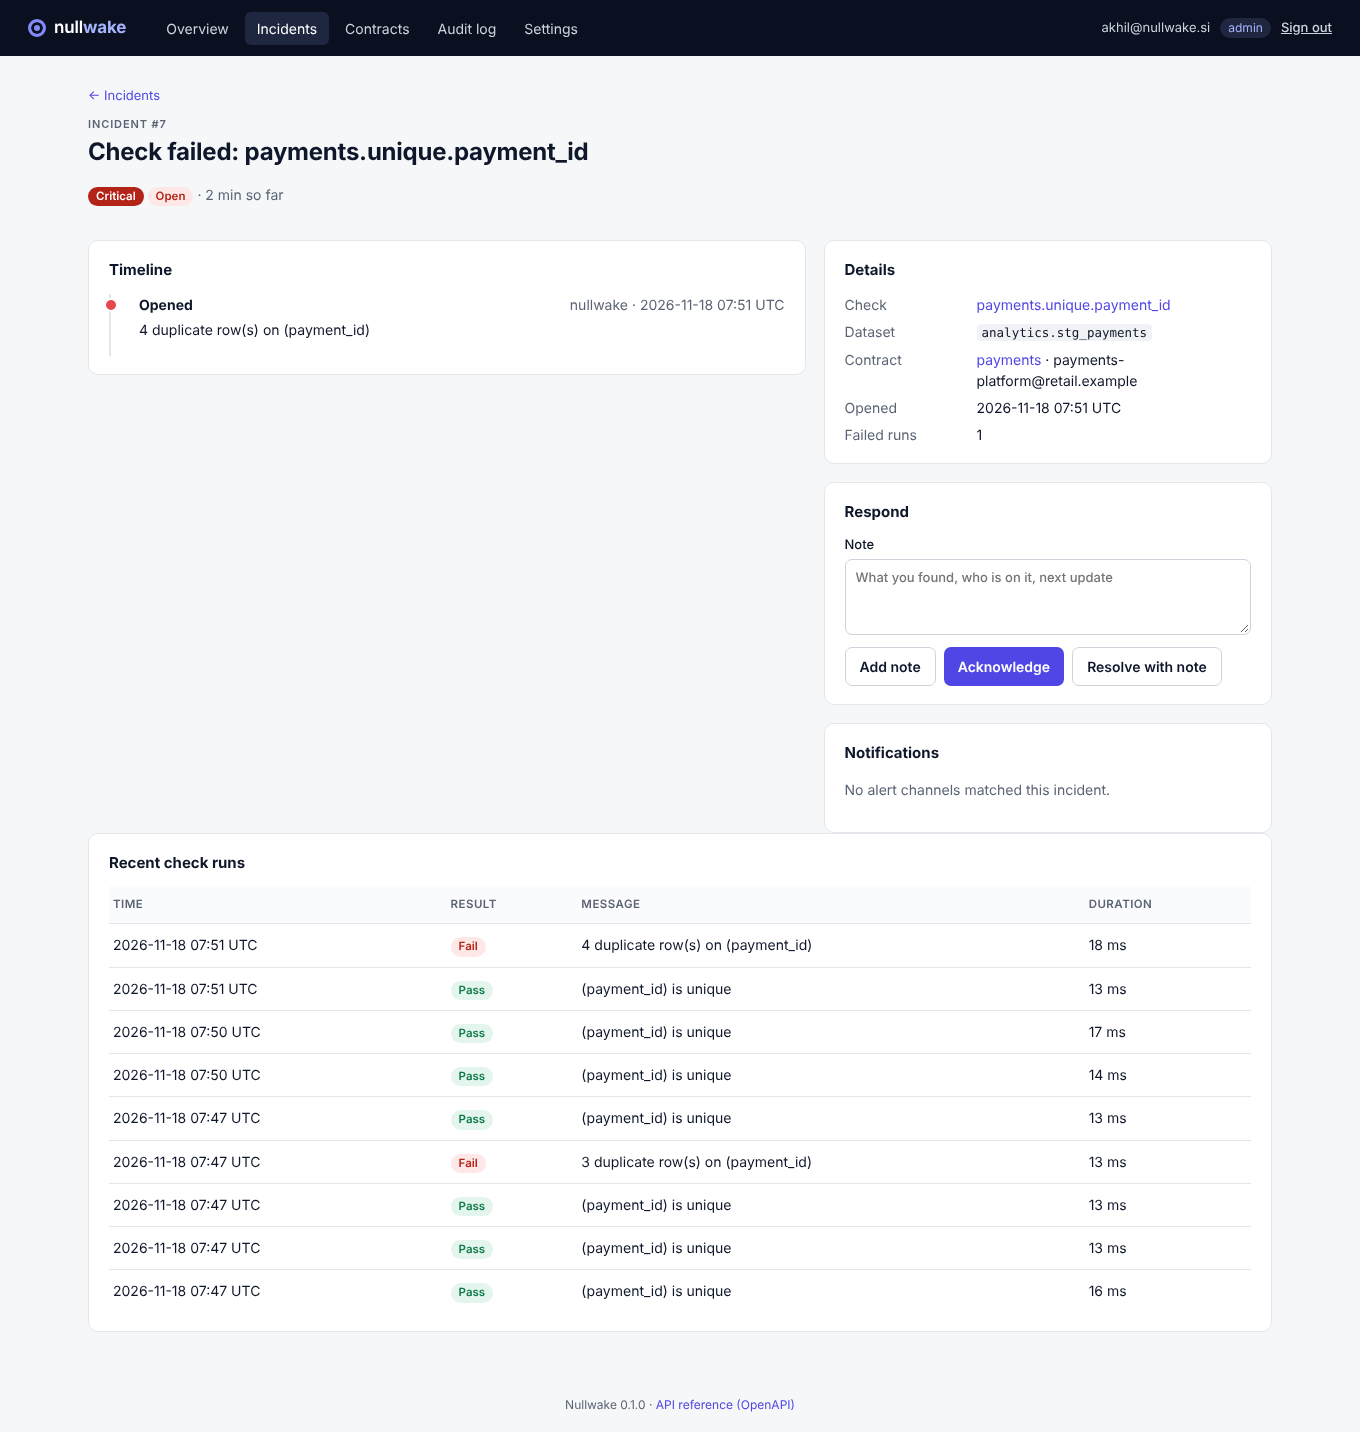 nullwake Overview Incidents Contracts Audit log Settings akhil@nullwake.si admin Sign out
← Incidents
INCIDENT #7
Check failed: payments.unique.payment_id
Critical Open · 2 min so far
Timeline
Opened nullwake · 2026-11-18 07:51 UTC
4 duplicate row(s) on (payment_id)
Details
Check payments.unique.payment_id
Dataset analytics.stg_payments
Contract payments · payments-
platform@retail.example
Opened 2026-11-18 07:51 UTC
Failed runs 1
Respond
Note
What you found, who is on it, next update
Add note Acknowledge Resolve with note
Notifications
No alert channels matched this incident.
Recent check runs
TIME RESULT MESSAGE DURATION
2026-11-18 07:51 UTC Fail 4 duplicate row(s) on (payment_id) 18 ms
2026-11-18 07:51 UTC Pass (payment_id) is unique 13 ms
2026-11-18 07:50 UTC Pass (payment_id) is unique 17 ms
2026-11-18 07:50 UTC Pass (payment_id) is unique 14 ms
2026-11-18 07:47 UTC Pass (payment_id) is unique 13 ms
2026-11-18 07:47 UTC Fail 3 duplicate row(s) on (payment_id) 13 ms
2026-11-18 07:47 UTC Pass (payment_id) is unique 13 ms
2026-11-18 07:47 UTC Pass (payment_id) is unique 13 ms
2026-11-18 07:47 UTC Pass (payment_id) is unique 16 ms
Nullwake 0.1.0 · API reference (OpenAPI)